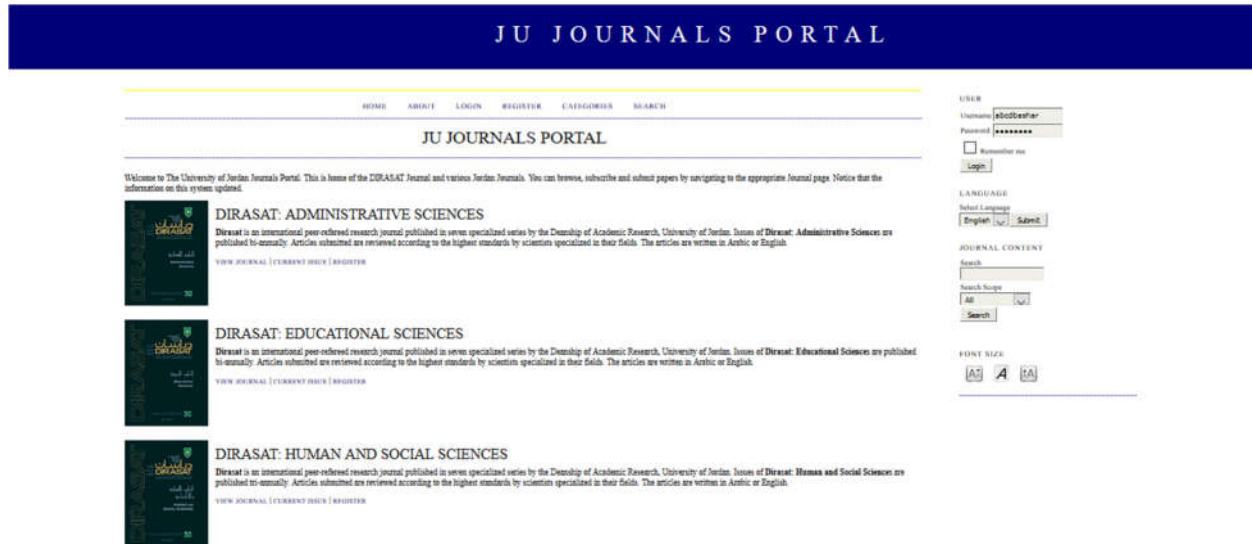 JU JOURNALS PORTAL
HOME ABOUT LOGIN REGISTER CATEGORIES SEARCH
JU JOURNALS PORTAL
Welcome to The University of Jordan Journals Portal. This is home of the DIRASAT Journal and various Jordan Journals. You can browse, subscribe and submit papers by navigating to the appropriate Journal page. Notice that the
information on this system updated.
DIRASAT
DIRASAT
DIRASAT: ADMINISTRATIVE SCIENCES
Dirasat is an international peer-refereed research journal published in seven specialized series by the Deanship of Academic Research, University of Jordan. Issues of Dirasat: Administrative Sciences are
published bi-annually. Articles submitted are reviewed according to the highest standards by scientists specialized in their fields. The articles are written in Arabic or English.
VIEW JOURNAL | CURRENT ISSUE | REGISTER
DIRASAT
DIRASAT
DIRASAT: EDUCATIONAL SCIENCES
Dirasat is an international peer-refereed research journal published in seven specialized series by the Deanship of Academic Research, University of Jordan. Issues of Dirasat: Educational Sciences are published
bi-annually. Articles submitted are reviewed according to the highest standards by scientists specialized in their fields. The articles are written in Arabic or English.
VIEW JOURNAL | CURRENT ISSUE | REGISTER
DIRASAT
DIRASAT
DIRASAT: HUMAN AND SOCIAL SCIENCES
Dirasat is an international peer-refereed research journal published in seven specialized series by the Deanship of Academic Research, University of Jordan. Issues of Dirasat: Human and Social Sciences are
published tri-annually. Articles submitted are reviewed according to the highest standards by scientists specialized in their fields. The articles are written in Arabic or English.
VIEW JOURNAL | CURRENT ISSUE | REGISTER
USER
Username abcdbashar
Password ••••••••
Remember me
Login
LANGUAGE
Select Language
English Submit
JOURNAL CONTENT
Search
Search Scope
All
Search
FONT SIZE
A A A